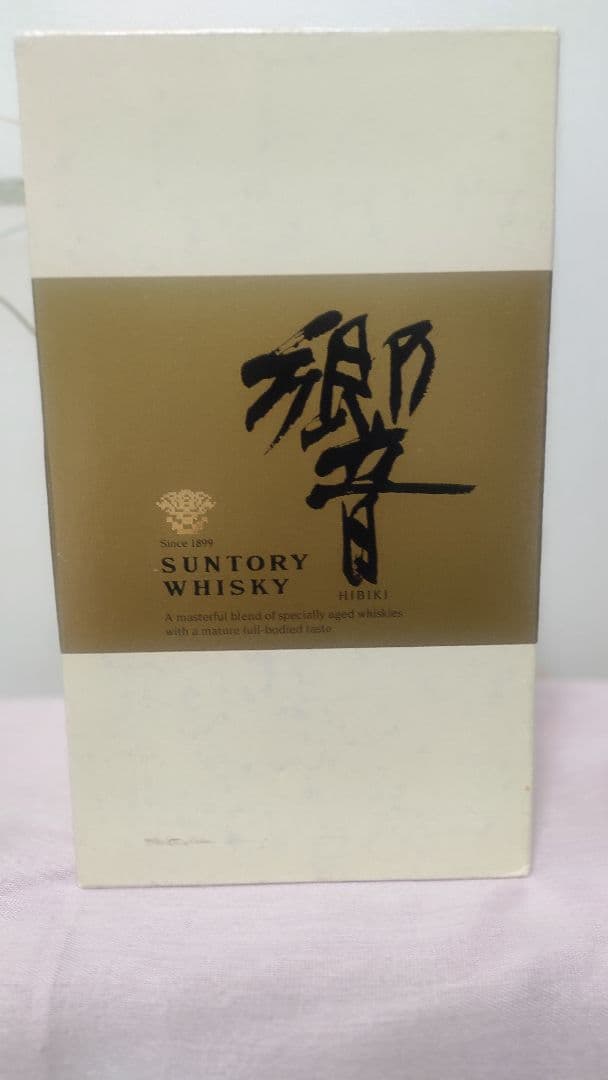 響
HIBIKI
Since 1899
SUNTORY
WHISKY
A masterful blend of specially aged whiskies
with a mature full-bodied taste